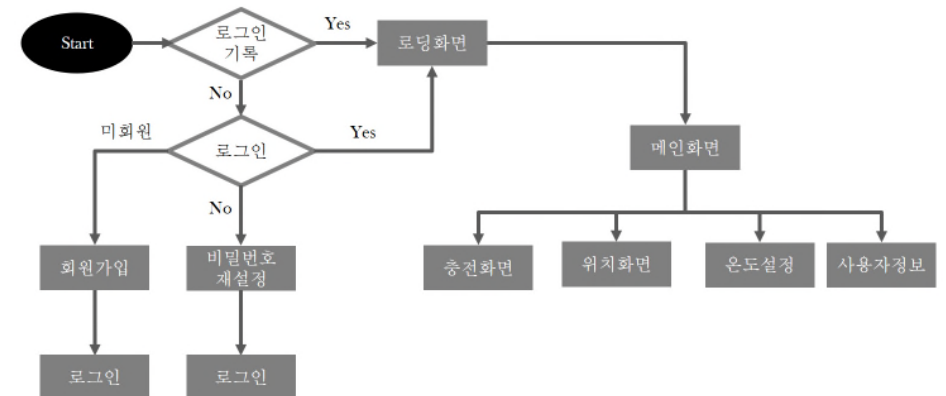 Start
로그인
기록
Yes
로딩화면
No
미회원
로그인
Yes
메인화면
No
회원가입
비밀번호
재설정
충전화면
위치화면
온도설정
사용자정보
로그인
로그인